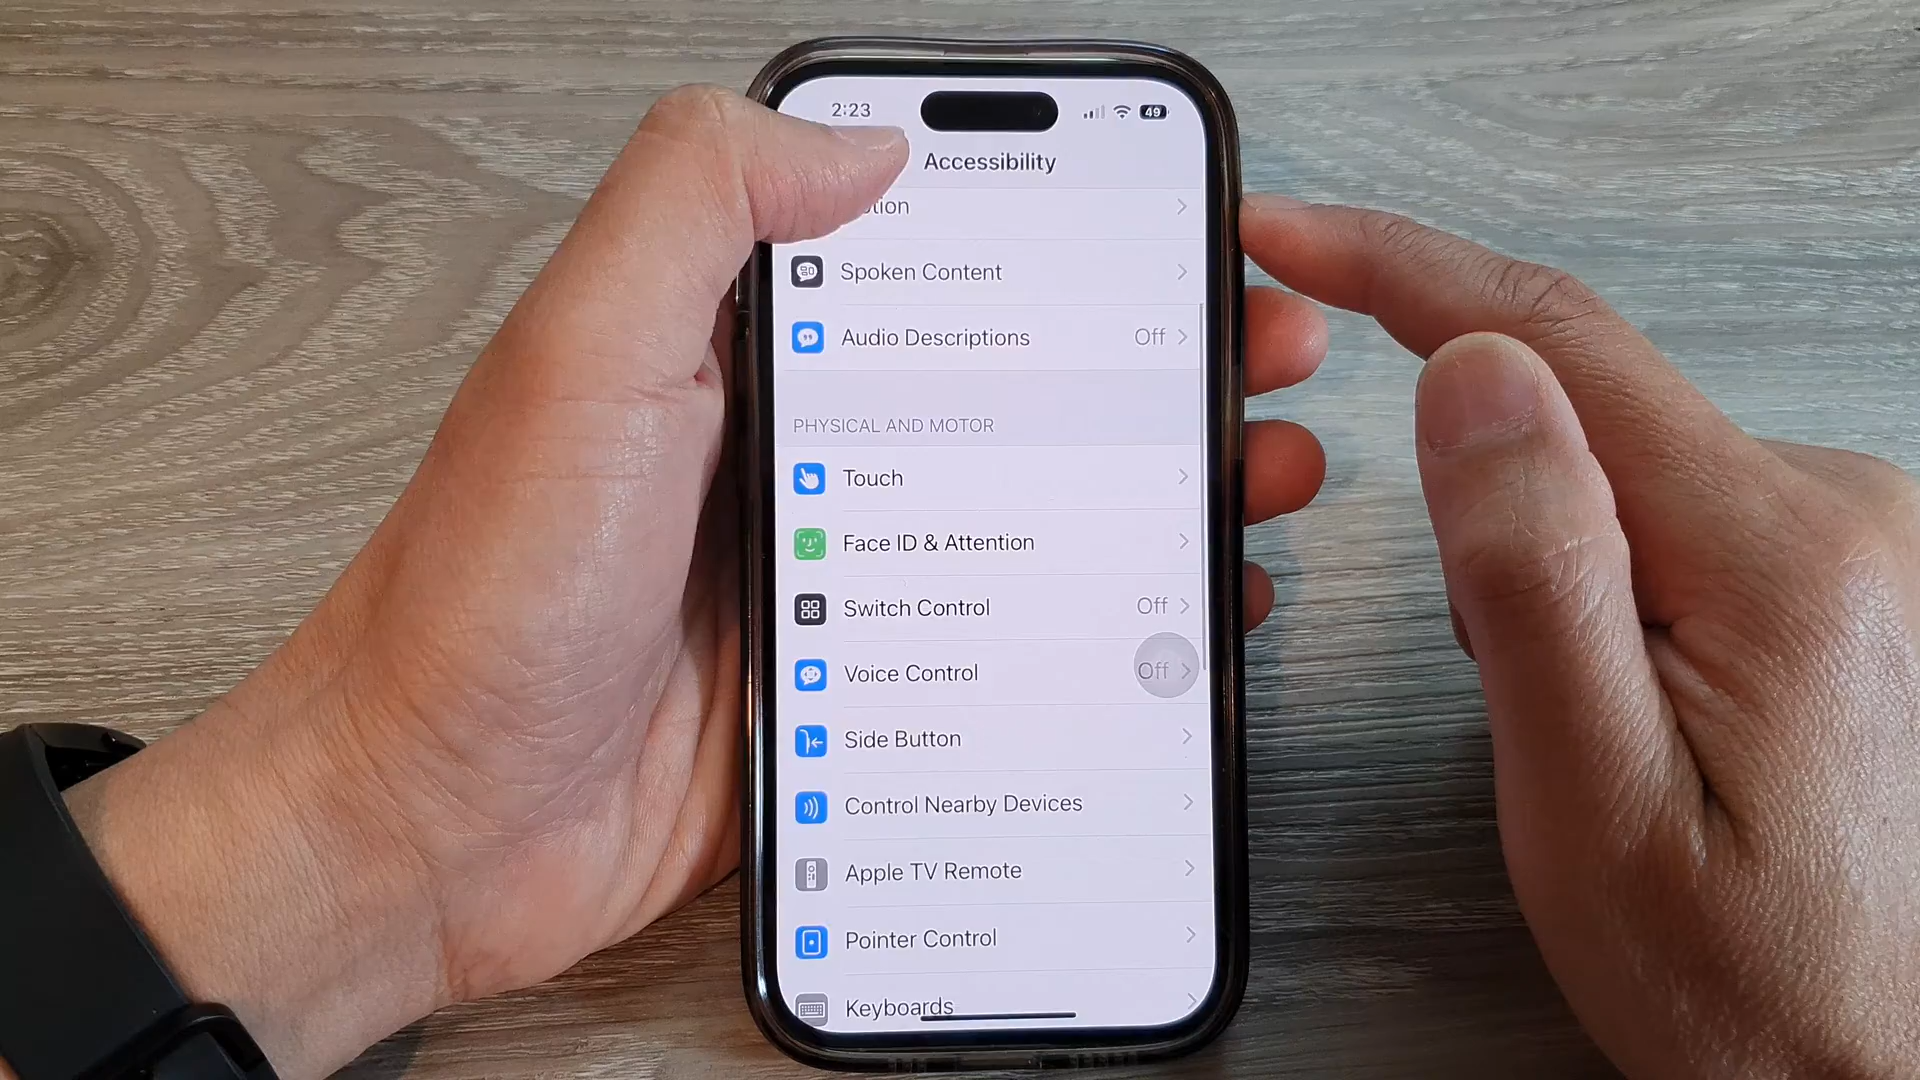 2:23
49
Accessibility
Spoken Content
Audio Descriptions Off
PHYSICAL AND MOTOR
Touch
Face ID & Attention
Switch Control Off
Voice Control Off
Side Button
Control Nearby Devices
Apple TV Remote
Pointer Control
Keyboards